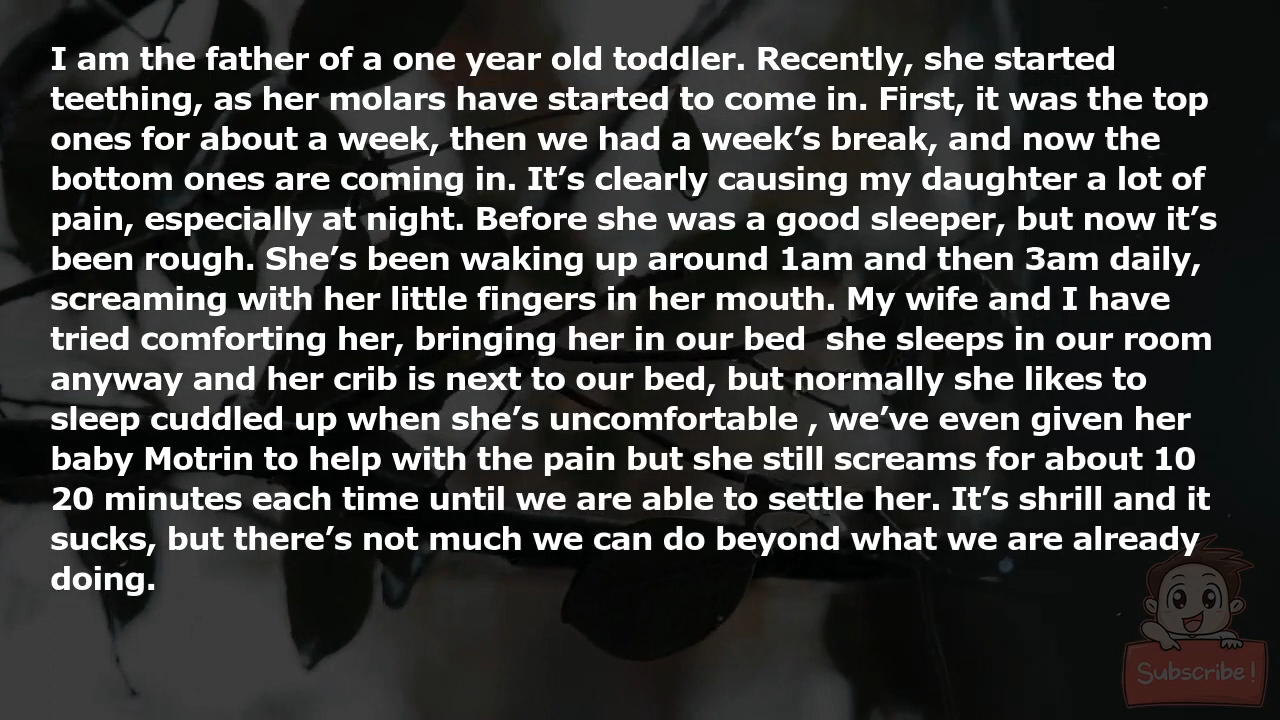 I am the father of a one year old toddler. Recently, she started
teething, as her molars have started to come in. First, it was the top
ones for about a week, then we had a week’s break, and now the
bottom ones are coming in. It’s clearly causing my daughter a lot of
pain, especially at night. Before she was a good sleeper, but now it’s
been rough. She’s been waking up around 1am and then 3am daily,
screaming with her little fingers in her mouth. My wife and I have
tried comforting her, bringing her in our bed  she sleeps in our room
anyway and her crib is next to our bed, but normally she likes to
sleep cuddled up when she’s uncomfortable , we’ve even given her
baby Motrin to help with the pain but she still screams for about 10
20 minutes each time until we are able to settle her. It’s shrill and it
sucks, but there’s not much we can do beyond what we are already
doing.
Subscribe!